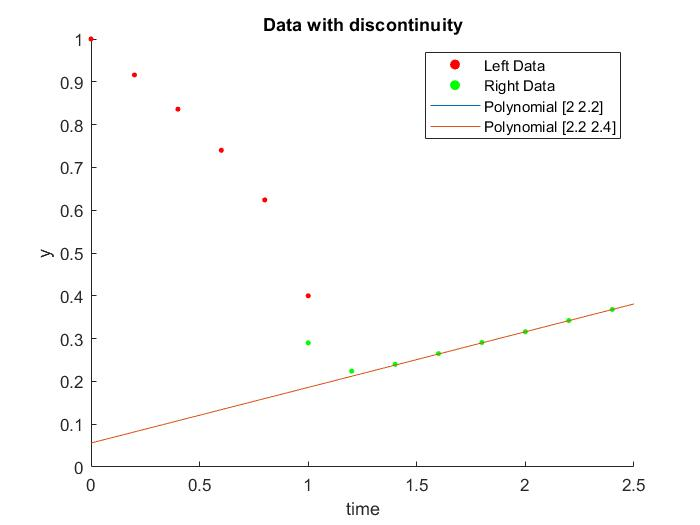 Data with discontinuity
Left Data
Right Data
Polynomial [2 2.2]
Polynomial [2.2 2.4]
1
0.9
0.8
0.7
0.6
0.5
0.4
0.3
0.2
0.1
0
y
0 0.5 1 1.5 2 2.5
time